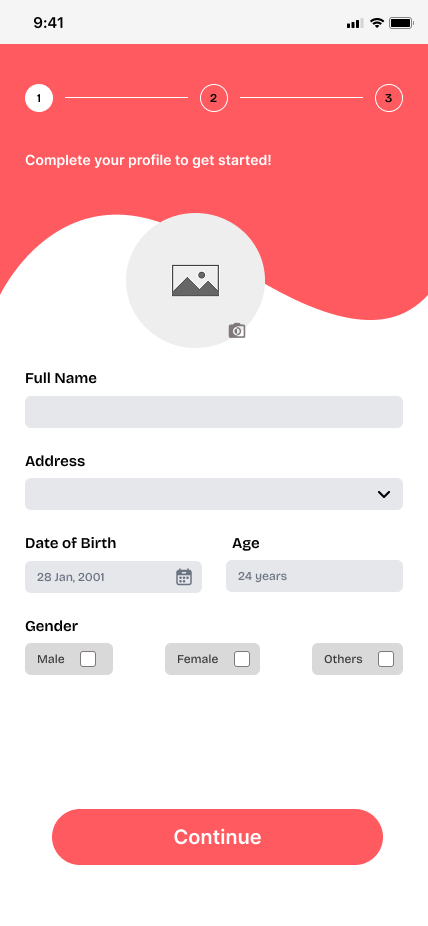 9:41
1 2 3
Complete your profile to get started!
Full Name
Address
Date of Birth Age
28 Jan, 2001 24 years
Gender
Male Female Others
Continue